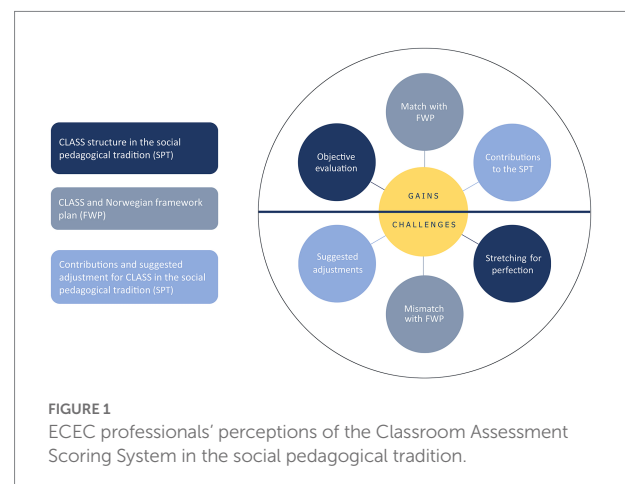 CLASS structure in the social
pedagogical tradition (SPT)
CLASS and Norwegian framework
plan (FWP)
Contributions and suggested
adjustment for CLASS in the social
pedagogical tradition (SPT)
Match with
FWP
Objective
evaluation
Contributions
to the SPT
GAINS
CHALLENGES
Suggested
adjustments
Stretching for
perfection
Mismatch
with FWP
FIGURE 1
ECEC professionals’ perceptions of the Classroom Assessment
Scoring System in the social pedagogical tradition.